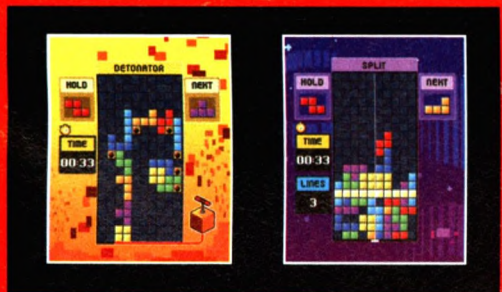 DETONATOR
HOLD
NEXT
TIME
00:33
SPLIT
HOLD
NEXT
TIME
00:33
LINES
3